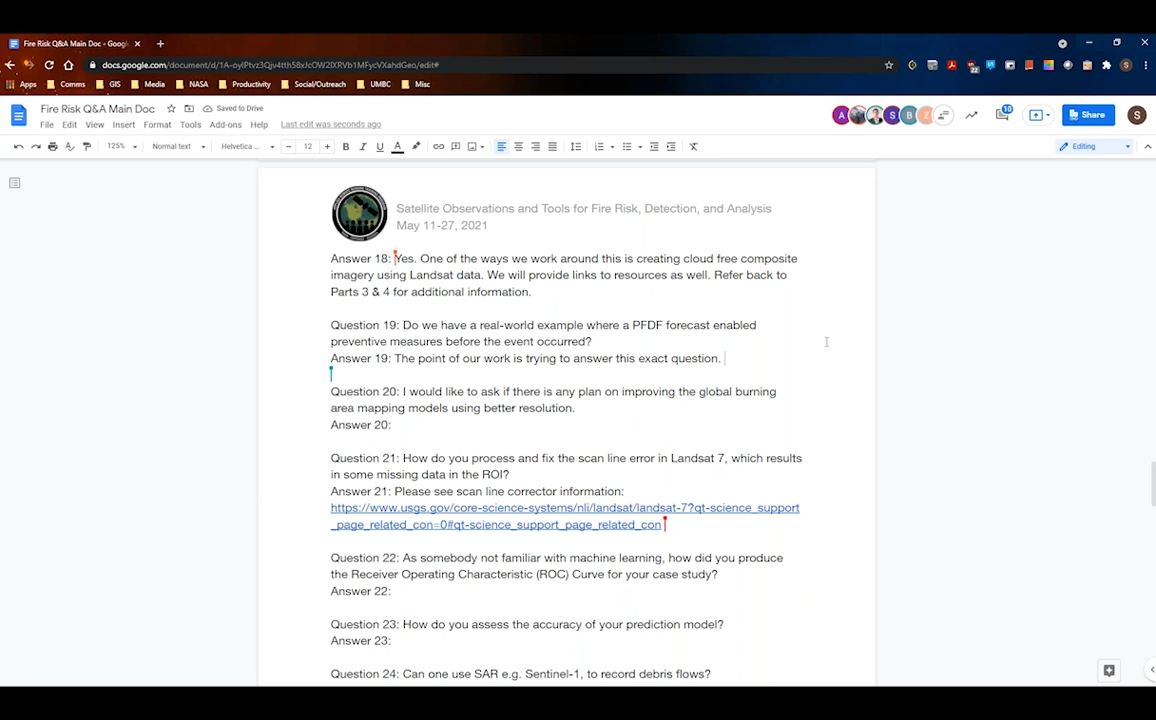 Fire Risk Q&A Main Doc - Googl
docs.google.com/document/d/1A-oylPtvz3Qjv4tth58xJcOW2lXRVb1MFycVXahdGeo/edit#
22
Apps Comms GIS Media NASA Productivity Social/Outreach UMBC Misc
Fire Risk Q&A Main Doc Saved to Drive
A S B Z 10 Share S
File Edit View Insert Format Tools Add-ons Help Last edit was seconds ago
125% Normal text Helvetica ... 12 B I U A Editing
Satellite Observations and Tools for Fire Risk, Detection, and Analysis
May 11-27, 2021
Answer 18: Yes. One of the ways we work around this is creating cloud free composite
imagery using Landsat data. We will provide links to resources as well. Refer back to
Parts 3 & 4 for additional information.
Question 19: Do we have a real-world example where a PFDF forecast enabled
preventive measures before the event occurred?
Answer 19: The point of our work is trying to answer this exact question.
Question 20: I would like to ask if there is any plan on improving the global burning
area mapping models using better resolution.
Answer 20:
Question 21: How do you process and fix the scan line error in Landsat 7, which results
in some missing data in the ROI?
Answer 21: Please see scan line corrector information:
https://www.usgs.gov/core-science-systems/nli/landsat/landsat-7?qt-science_support
_page_related_con=0#qt-science_support_page_related_con
Question 22: As somebody not familiar with machine learning, how did you produce
the Receiver Operating Characteristic (ROC) Curve for your case study?
Answer 22:
Question 23: How do you assess the accuracy of your prediction model?
Answer 23:
Question 24: Can one use SAR e.g. Sentinel-1, to record debris flows?